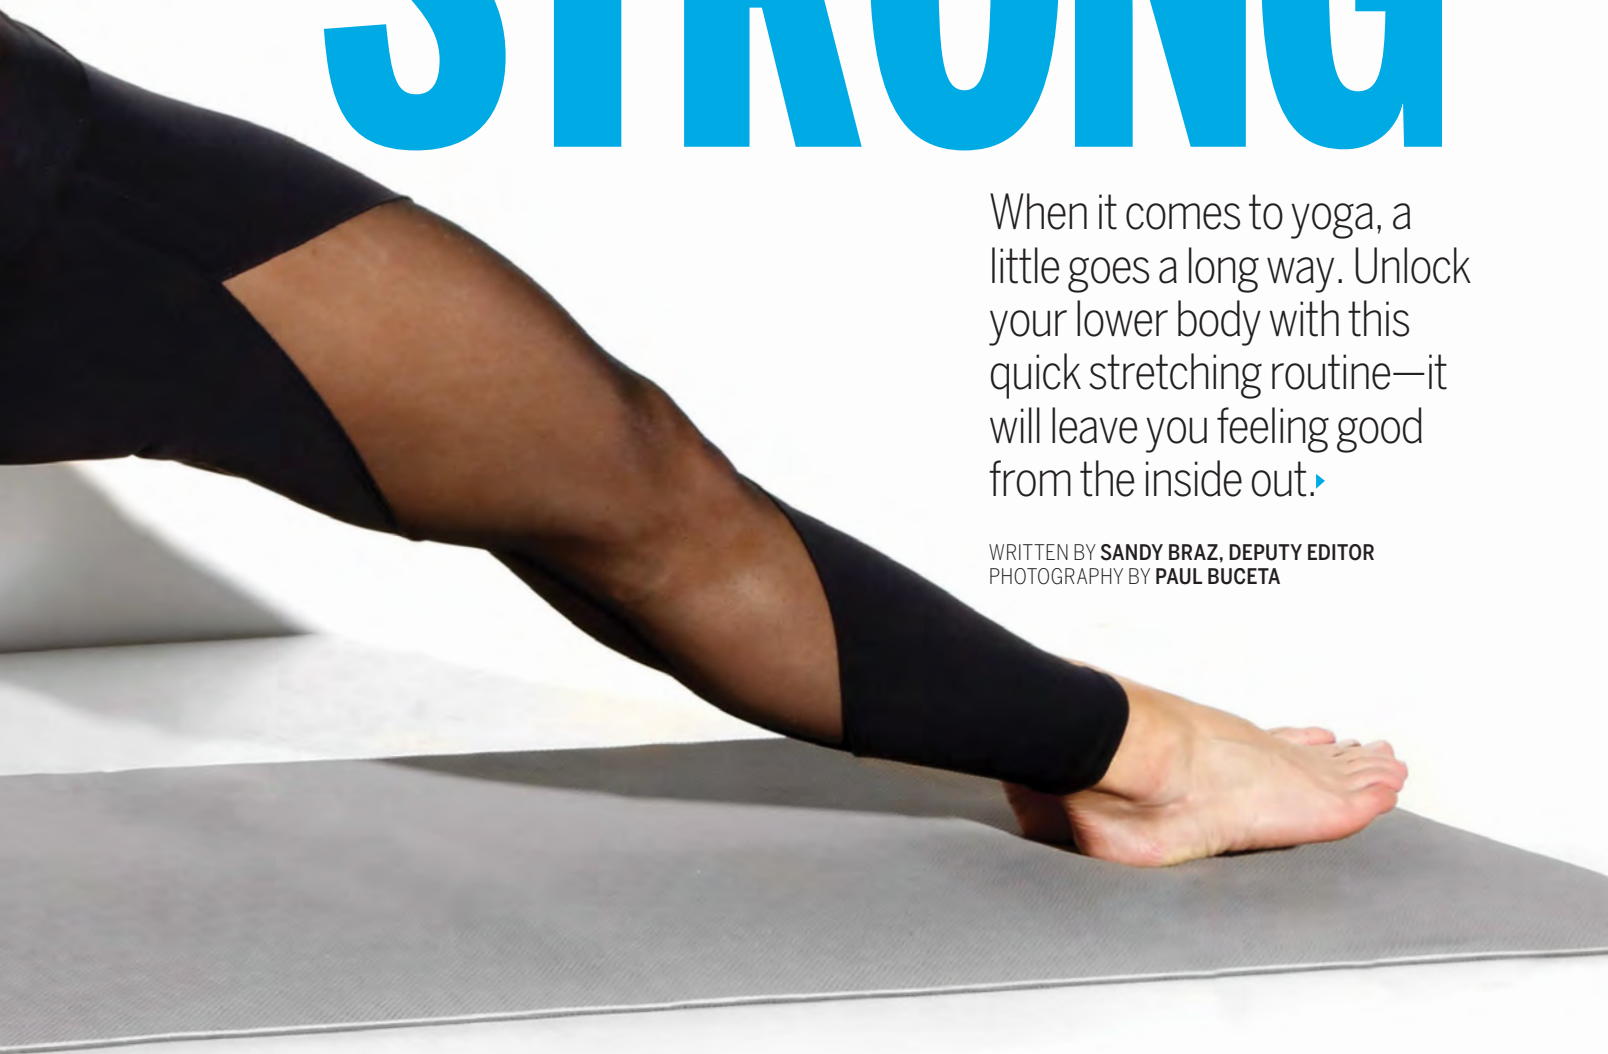 STRONG
When it comes to yoga, a
little goes a long way. Unlock
your lower body with this
quick stretching routine—it
will leave you feeling good
from the inside out.
WRITTEN BY SANDY BRAZ, DEPUTY EDITOR
PHOTOGRAPHY BY PAUL BUCETA